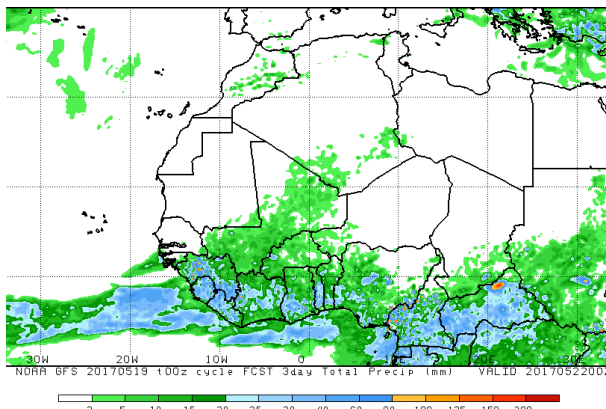 30W 20W 10W 0 10E 20E 30E
NOAA GFS 20170519 t00z cycle FCST 3day Total Precip (mm) VALID 2017052200Z
2 5 10 15 20 25 30 40 60 80 100 125 150 200